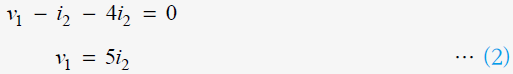 v₁ − i₂ − 4i₂ = 0
v₁ = 5i₂ ··· (2)